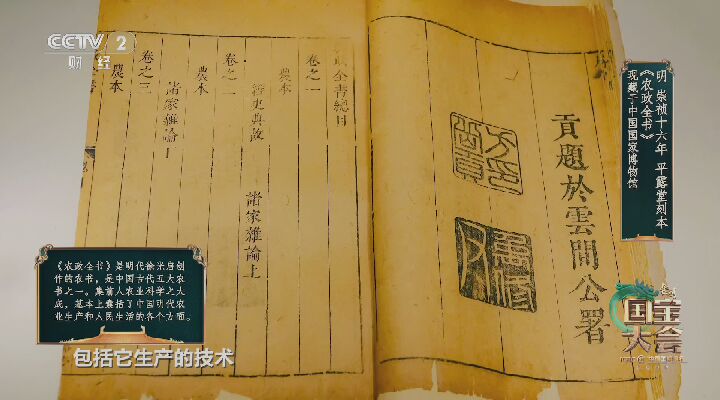 CCTV 2
财经
明 崇祯十六年 平露堂刻本
《农政全书》
现藏于中国国家博物馆
貢題於雲間公署
政全書總目
卷之一
農本
經史典故
諸家雜論上
卷之二
農本
諸家雜論下
卷之三
農本
《农政全书》是明代徐光启创
作的农书，是中国古代五大农
书之一。集前人农业科学之大
成，基本上囊括了中国明代农
业生产和人民生活的各个方面。
国宝
大会
包括它生产的技术